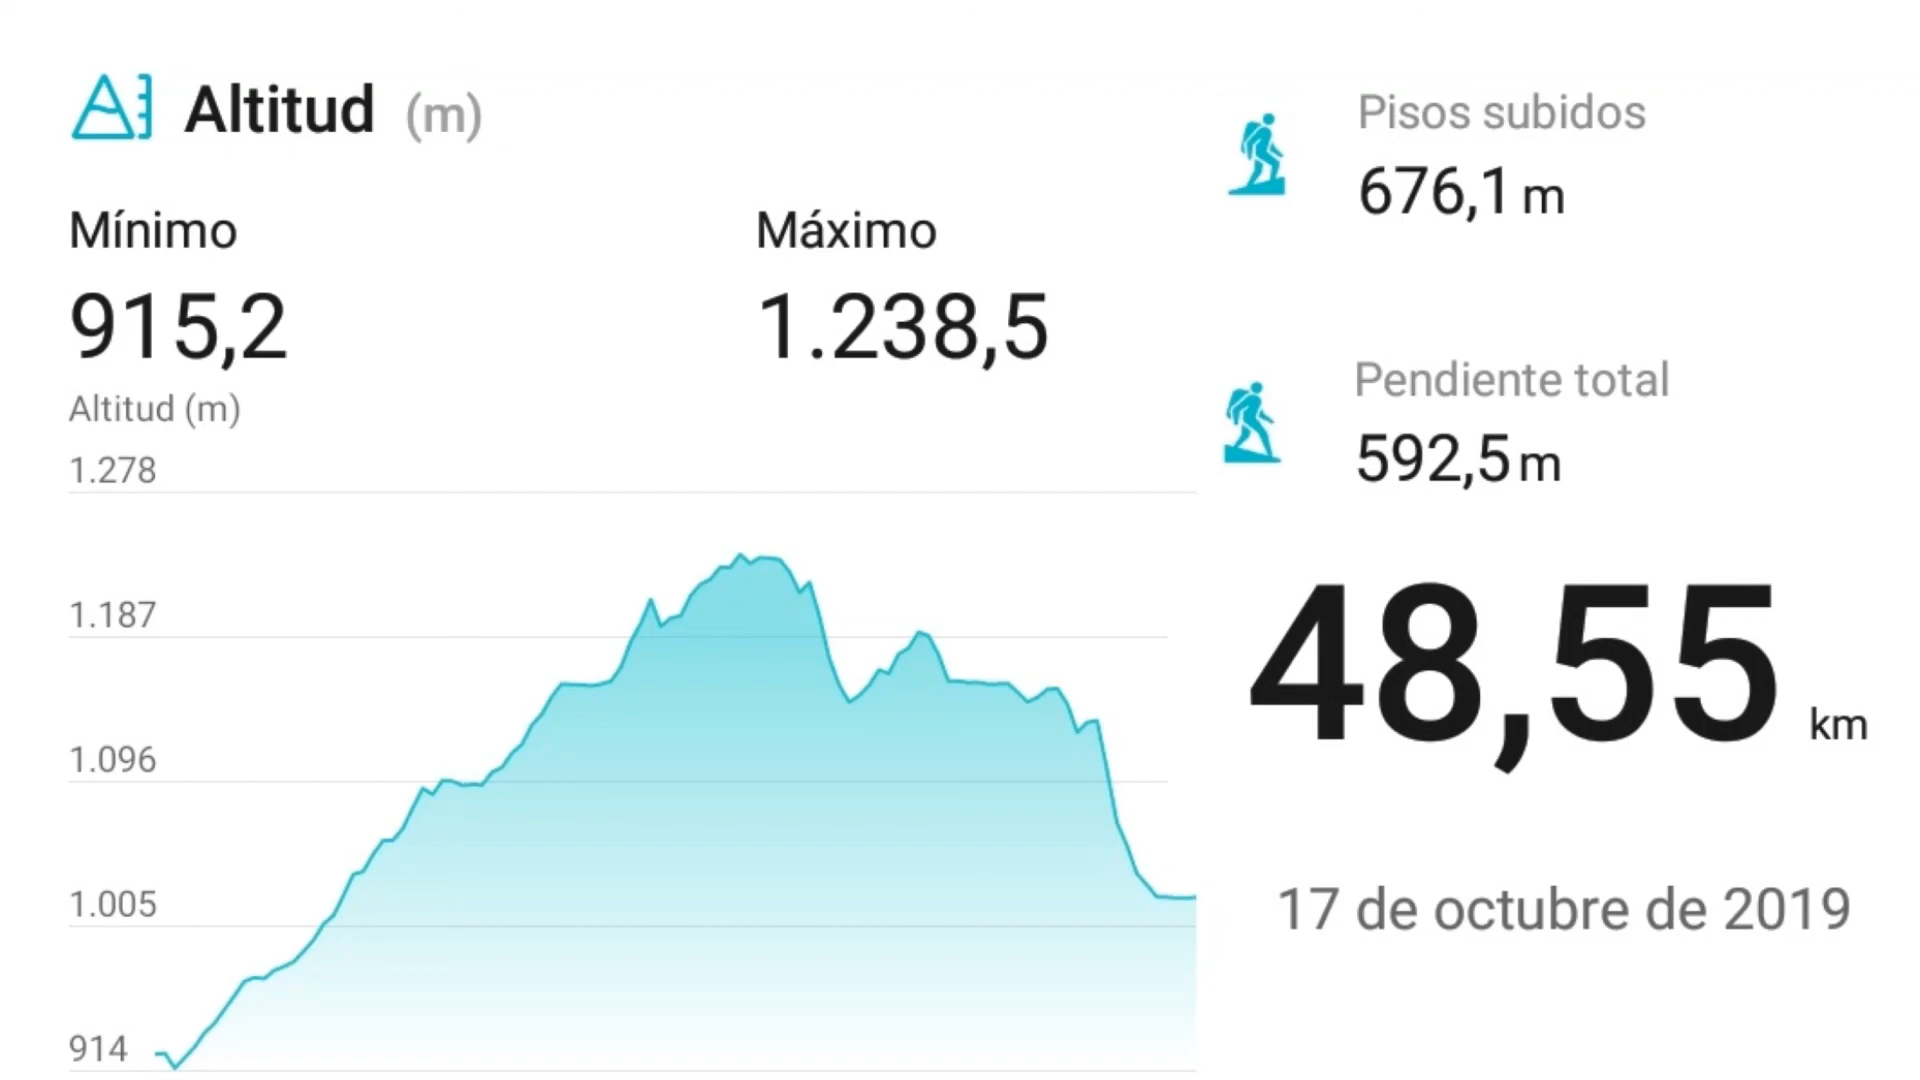 Altitud (m)
Mínimo
Máximo
915,2
1.238,5
Altitud (m)
1.278
1.187
1.096
1.005
914
Pisos subidos
676,1 m
Pendiente total
592,5 m
48,55 km
17 de octubre de 2019